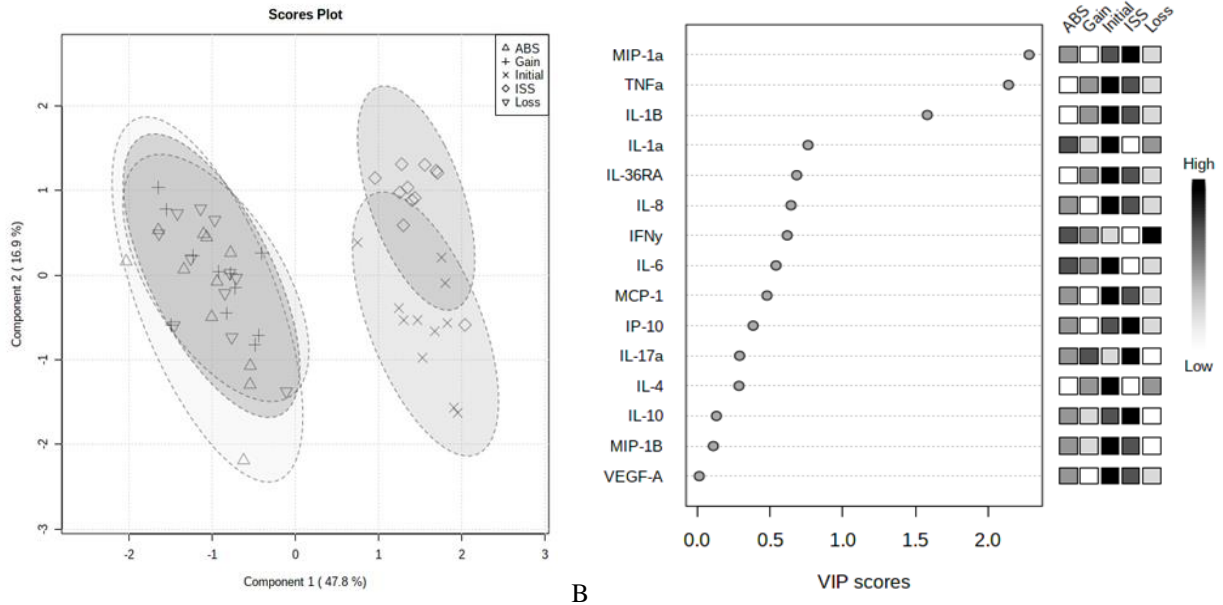 Scores Plot
ABS
Gain
Initial
ISS
Loss
Component 2 ( 16.9 %)
2
1
0
-1
-2
-3
-2
-1
0
1
2
3
Component 1 ( 47.8 %)
B
ABS
Gain
Initial
ISS
Loss
MIP-1a
TNFa
IL-1B
IL-1a
IL-36RA
IL-8
IFNy
IL-6
MCP-1
IP-10
IL-17a
IL-4
IL-10
MIP-1B
VEGF-A
0.0
0.5
1.0
1.5
2.0
VIP scores
High
Low